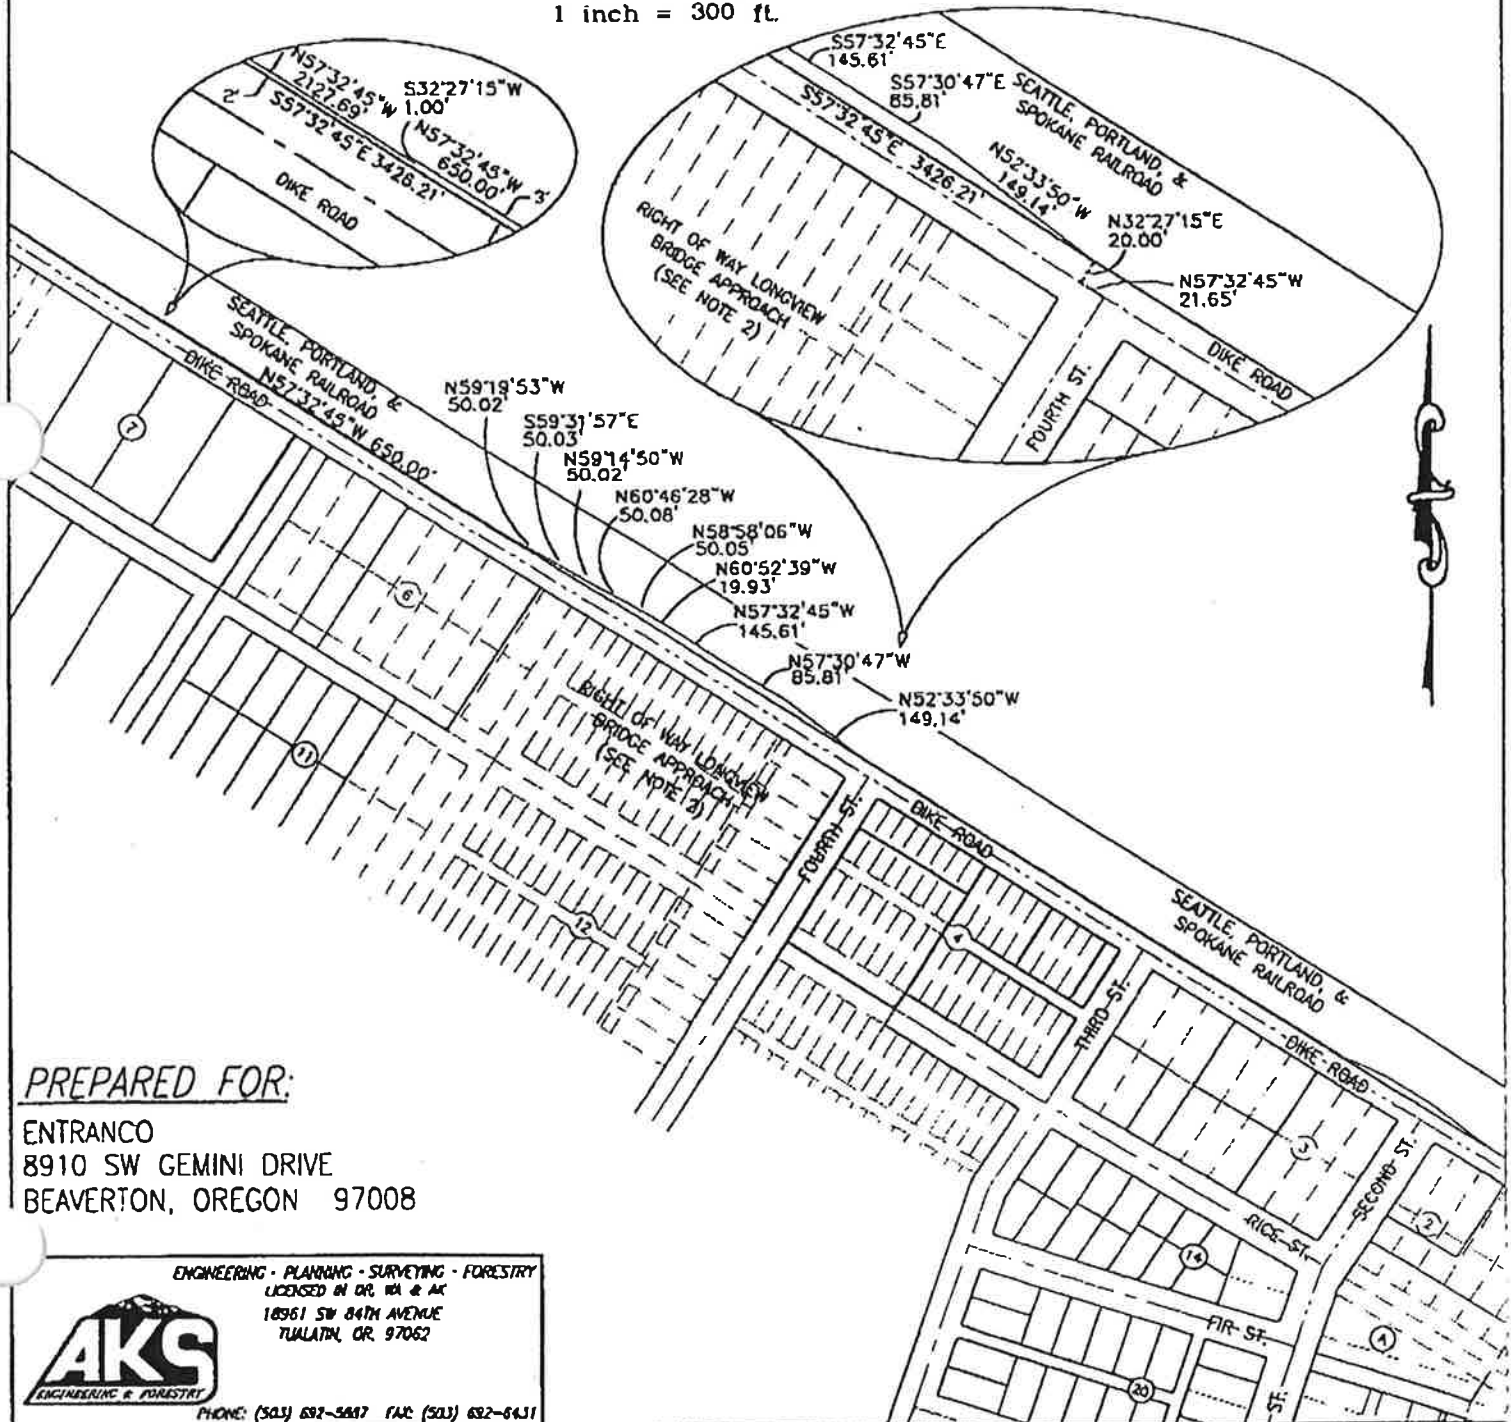 1 inch = 300 ft.
N57°32'45"W
2127.69'
S32°27'15"W
1.00'
2'
S57°32'45"E 3426.21'
N57°32'45"W
650.00'
3'
DIKE ROAD
S57°32'45"E
145.61'
S57°30'47"E
85.81'
SEATTLE, PORTLAND, &
SPOKANE RAILROAD
S57°32'45"E 3426.21'
N52°33'50"W
149.14'
N32°27'15"E
20.00'
N57°32'45"W
21.65'
RIGHT OF WAY LONGVIEW
BRIDGE APPROACH
(SEE NOTE 2)
DIKE ROAD
FOURTH ST.
SEATTLE, PORTLAND, &
SPOKANE RAILROAD
DIKE ROAD
N57°32'45"W 650.00'
7
N59°19'53"W
50.02'
S59°31'57"E
50.03'
N59°14'50"W
50.02'
N60°46'28"W
50.08'
N58°58'06"W
50.05'
N60°52'39"W
19.93'
N57°32'45"W
145.61'
N57°30'47"W
85.81'
N52°33'50"W
149.14'
6
11
RIGHT OF WAY LONGVIEW
BRIDGE APPROACH
(SEE NOTE 2)
12
FOURTH ST.
DIKE ROAD
4
THIRD ST.
SEATTLE, PORTLAND, &
SPOKANE RAILROAD
DIKE ROAD
3
SECOND ST.
2
RICE ST.
14
FIR ST.
A
20
ST.
PREPARED FOR:
ENTRANCO
8910 SW GEMINI DRIVE
BEAVERTON, OREGON 97008
ENGINEERING - PLANNING - SURVEYING - FORESTRY
LICENSED IN OR, WA & AK
18961 SW 84TH AVENUE
TUALATIN, OR. 97062
AKS
ENGINEERING & FORESTRY
PHONE: (503) 692-5887 FAX: (503) 692-6431